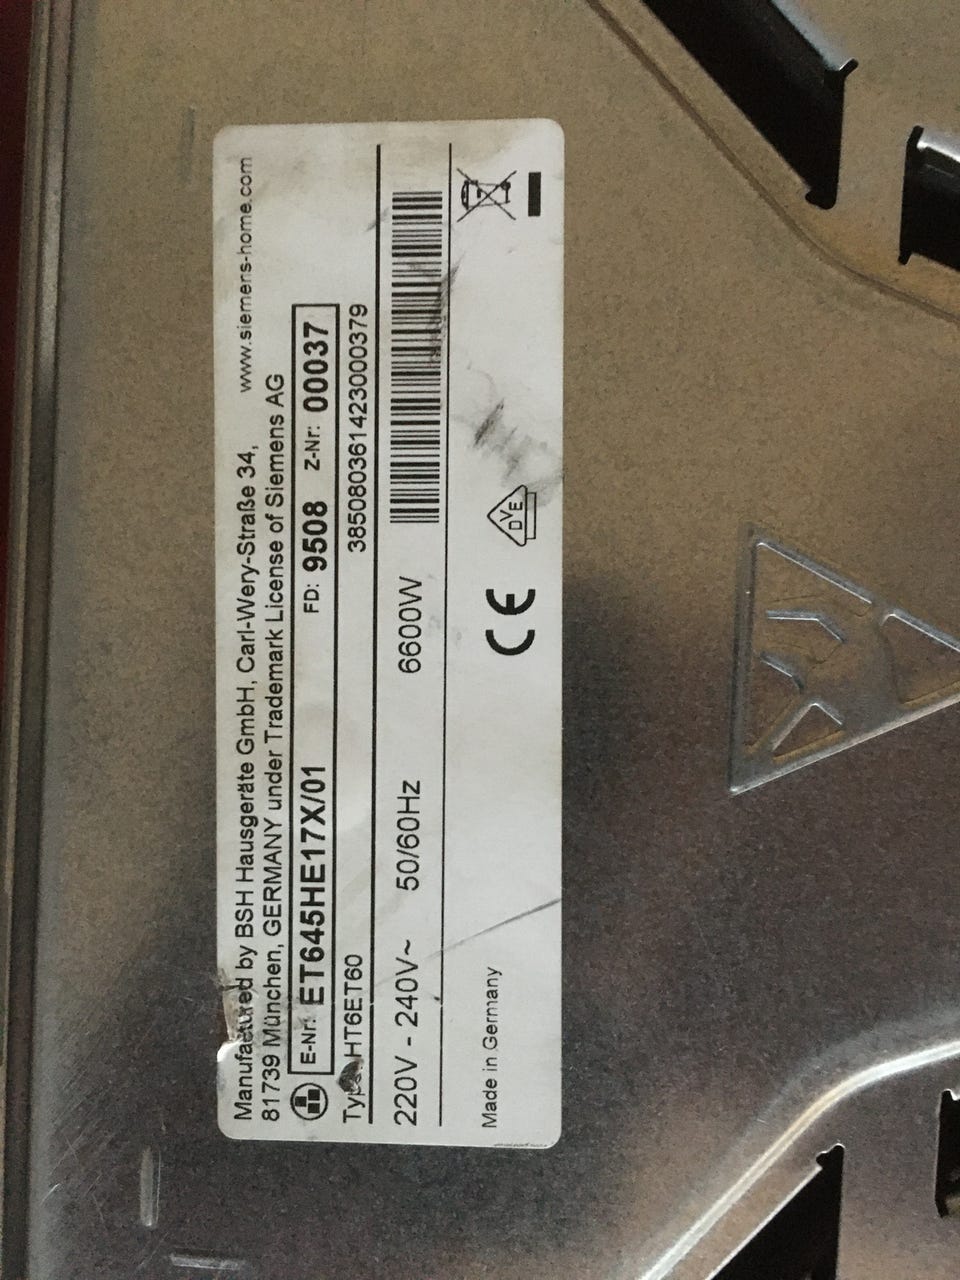 Manufactured by BSH Hausgeräte GmbH, Carl-Wery-Straße 34,
81739 München, GERMANY under Trademark License of Siemens AG
www.siemens-home.com
E-Nr: ET645HE17X/01 FD: 9508 Z-Nr: 00037
Type HT6ET60 385080361423000379
220V - 240V~ 50/60Hz 6600W
Made in Germany CE DVE